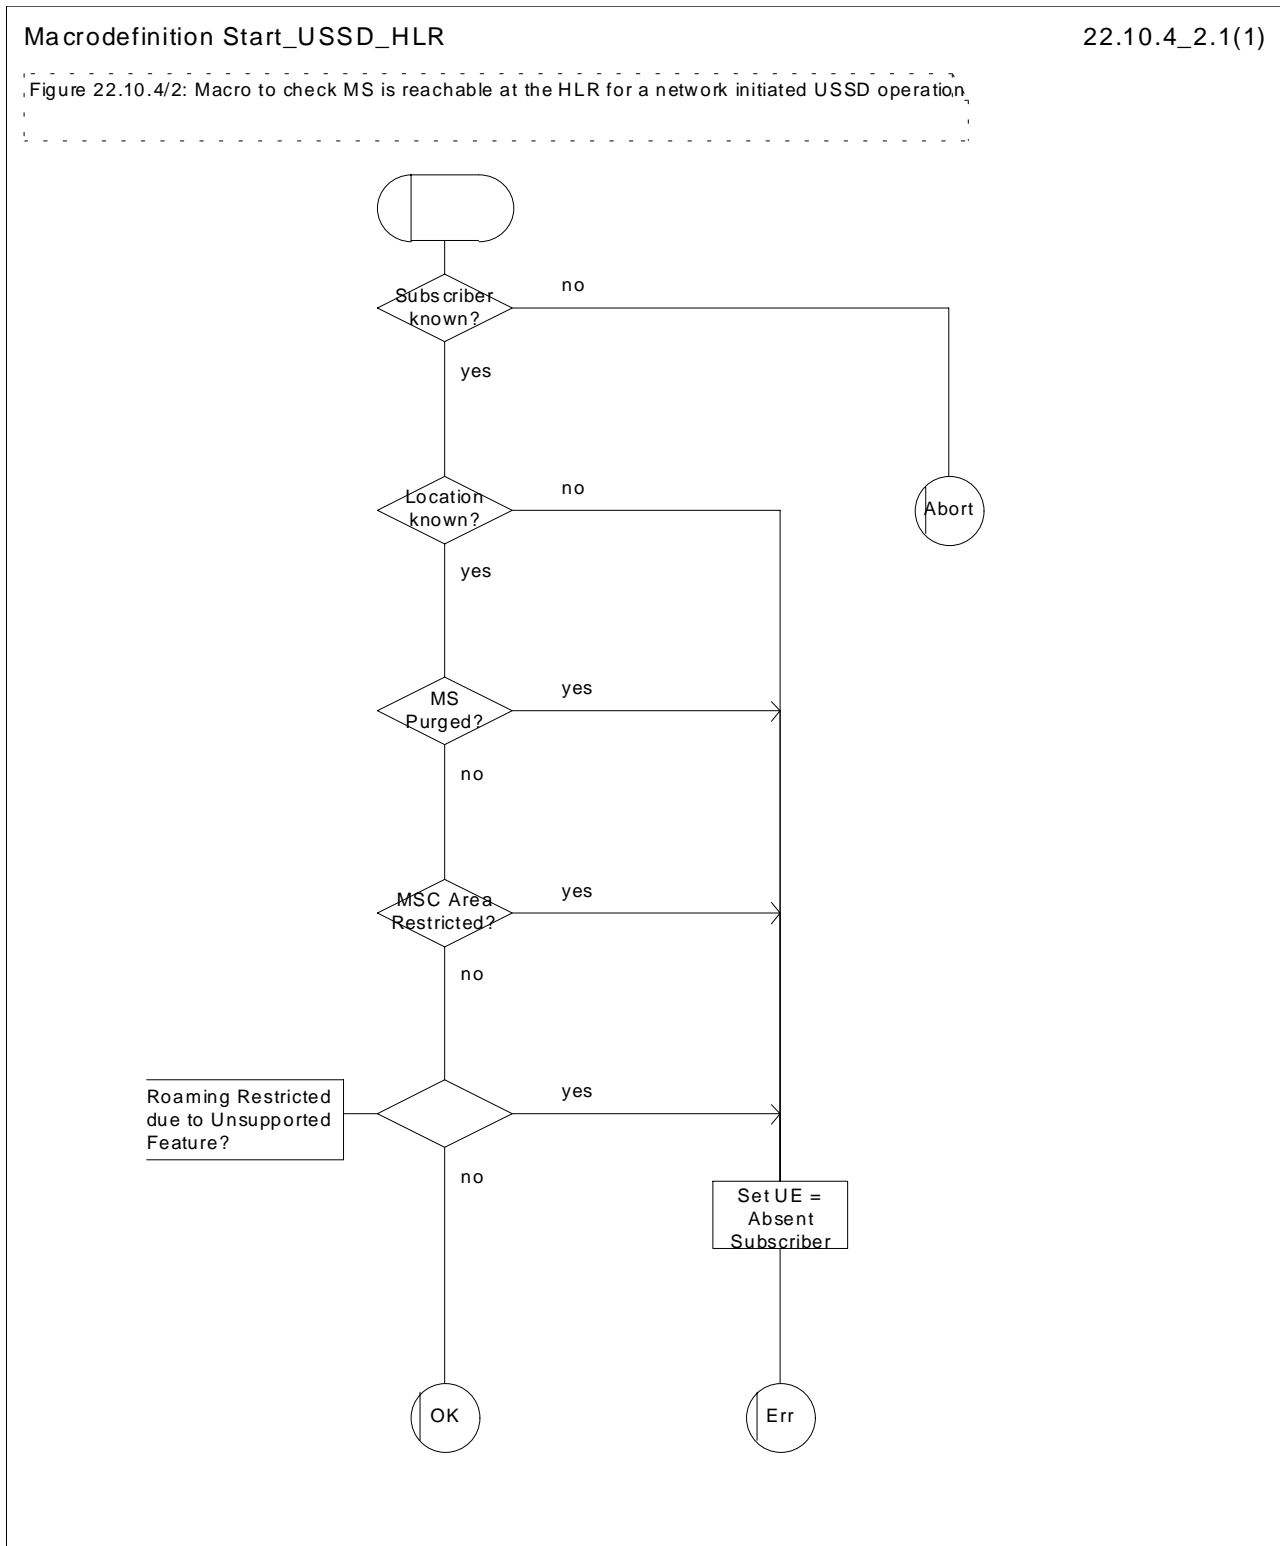 Macrodefinition Start_USSD_HLR
22.10.4_2.1(1)
Figure 22.10.4/2: Macro to check MS is reachable at the HLR for a network initiated USSD operation
Subscriber
known?
no
yes
Location
known?
no
Abort
yes
MS
Purged?
yes
no
MSC Area
Restricted?
yes
no
Roaming Restricted
due to Unsupported
Feature?
yes
no
Set UE =
Absent
Subscriber
OK
Err